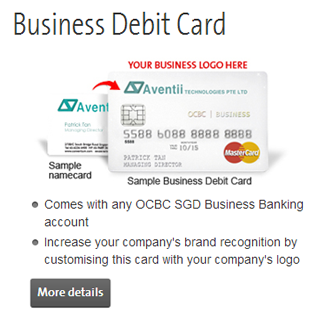 Business Debit Card
YOUR BUSINESS LOGO HERE
Aventii TECHNOLOGIES PTE LTD
Aventii
OCBC | BUSINESS
PATRICK TAN
Managing Director
5588 6088 8888 8888
10/15
PATRICK TAN
MANAGING DIRECTOR
MasterCard
Sample
namecard
Sample Business Debit Card
Comes with any OCBC SGD Business Banking
account
Increase your company's brand recognition by
customising this card with your company's logo
More details